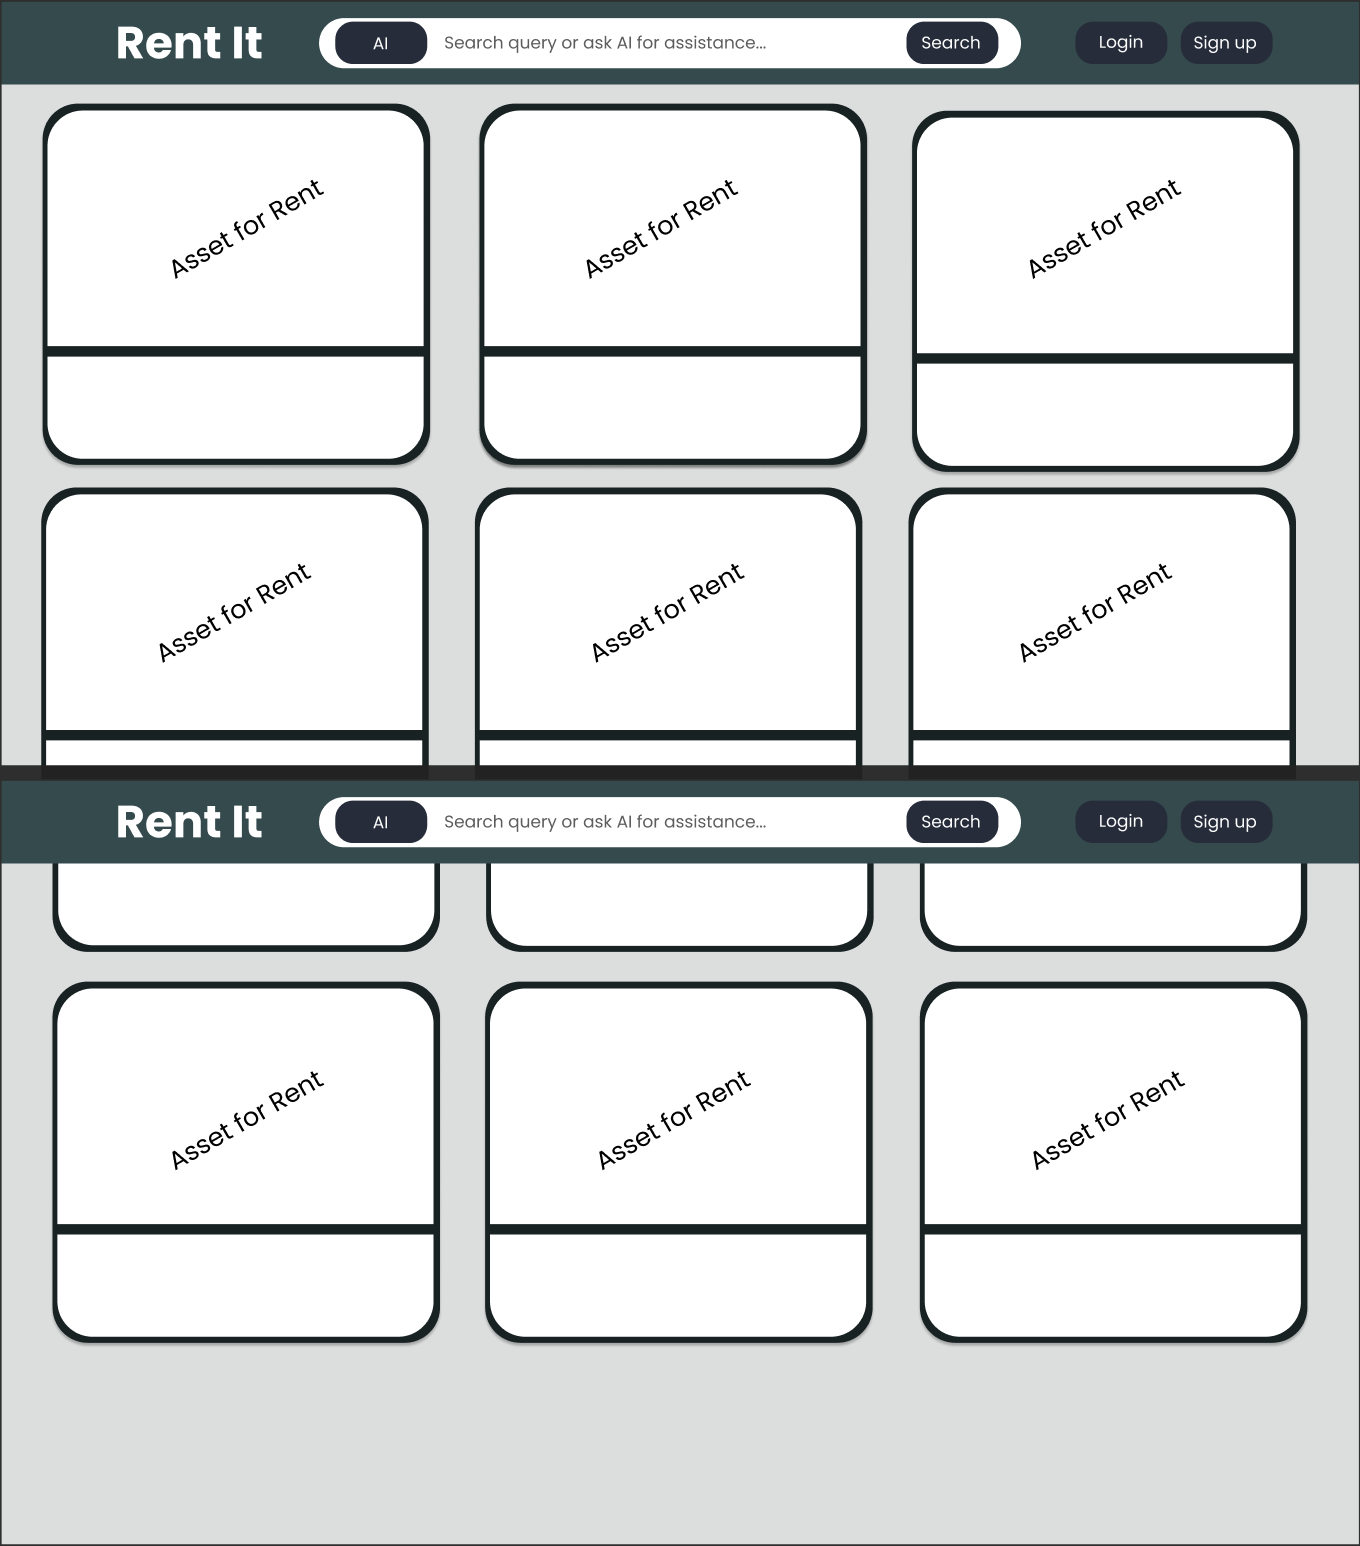 Rent It
AI
Search query or ask AI for assistance...
Search
Login
Sign up
Asset for Rent
Asset for Rent
Asset for Rent
Asset for Rent
Asset for Rent
Asset for Rent
Rent It
AI
Search query or ask AI for assistance...
Search
Login
Sign up
Asset for Rent
Asset for Rent
Asset for Rent